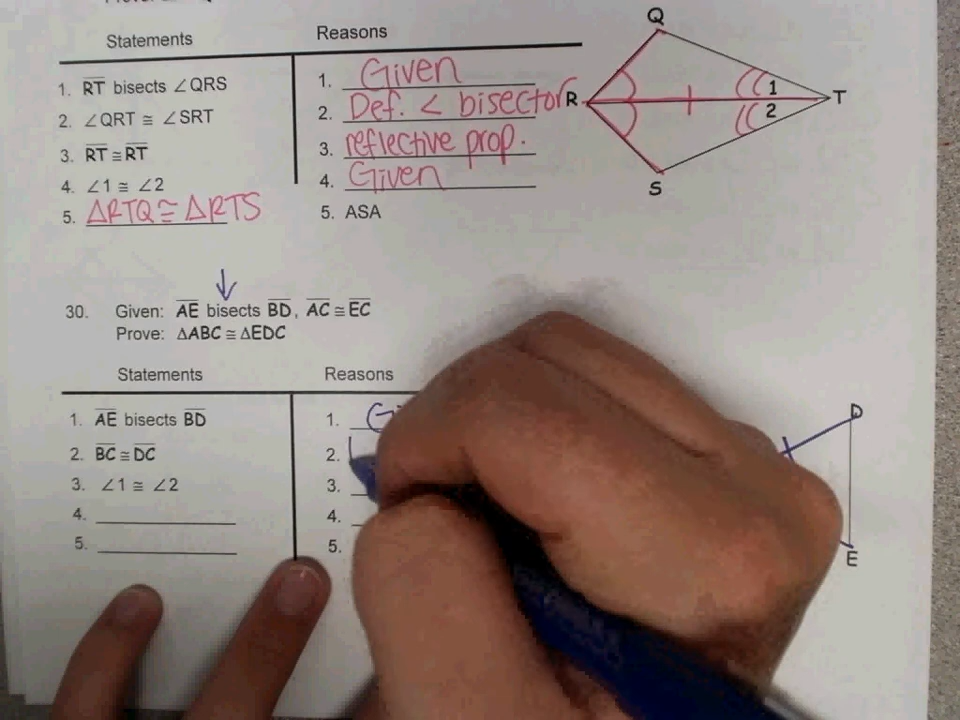 Statements Reasons
1. RT bisects ∠QRS 1. Given
2. ∠QRT ≅ ∠SRT 2. Def. < bisector
3. RT ≅ RT 3. reflective prop.
4. ∠1 ≅ ∠2 4. Given
5. ΔRTQ ≅ ΔRTS 5. ASA
Q
R
1
2
T
S
30. Given: AE bisects BD, AC ≅ EC
Prove: ΔABC ≅ ΔEDC
Statements Reasons
1. AE bisects BD 1.
2. BC ≅ DC 2.
3. ∠1 ≅ ∠2 3.
4. 4.
5. 5.
D
E